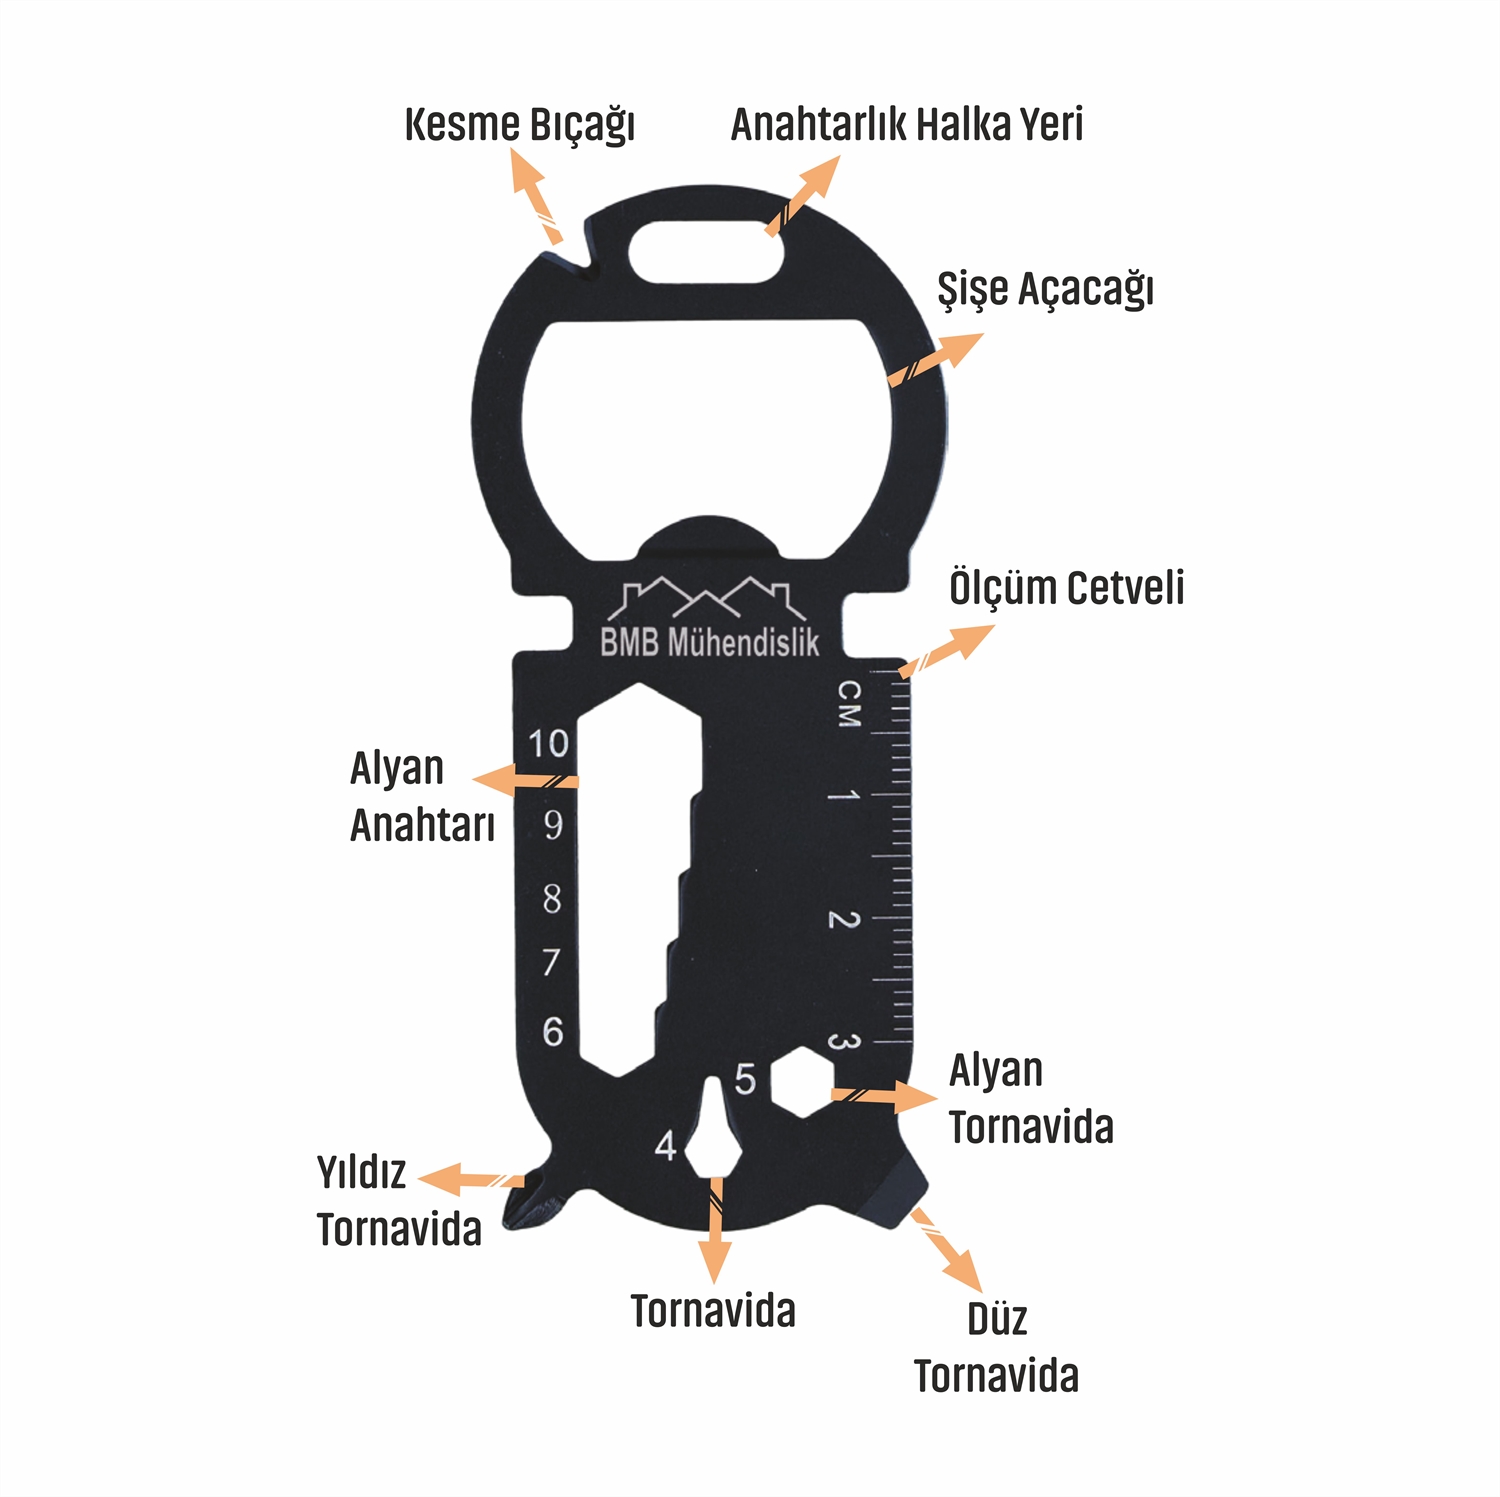 Kesme Bıçağı
Anahtarlık Halka Yeri
Şişe Açacağı
Ölçüm Cetveli
BMB Mühendislik
CM
1
2
3
10
9
8
7
6
Alyan
Anahtarı
5
4
Alyan
Tornavida
Yıldız
Tornavida
Tornavida
Düz
Tornavida